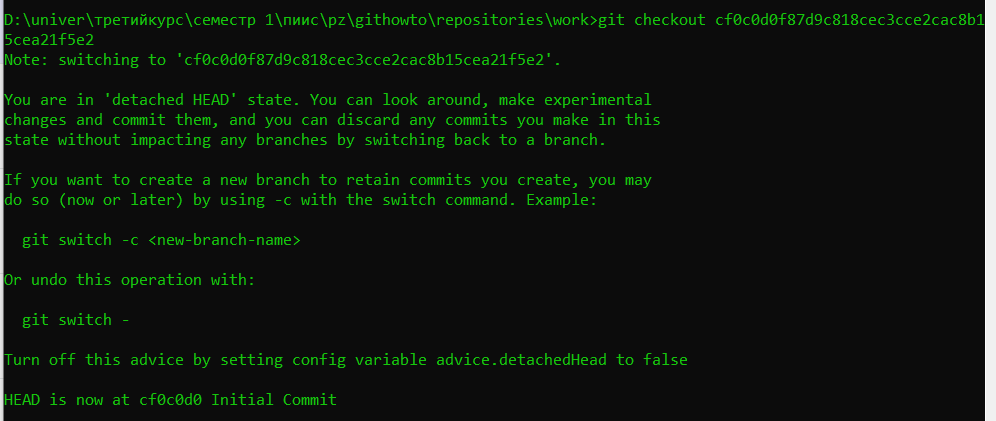 D:\univer\третийкурс\семестр 1\пиис\pz\githowto\repositories\work>git checkout cf0c0d0f87d9c818cec3cce2cac8b1
5cea21f5e2
Note: switching to 'cf0c0d0f87d9c818cec3cce2cac8b15cea21f5e2'.
You are in 'detached HEAD' state. You can look around, make experimental
changes and commit them, and you can discard any commits you make in this
state without impacting any branches by switching back to a branch.
If you want to create a new branch to retain commits you create, you may
do so (now or later) by using -c with the switch command. Example:
git switch -c <new-branch-name>
Or undo this operation with:
git switch -
Turn off this advice by setting config variable advice.detachedHead to false
HEAD is now at cf0c0d0 Initial Commit